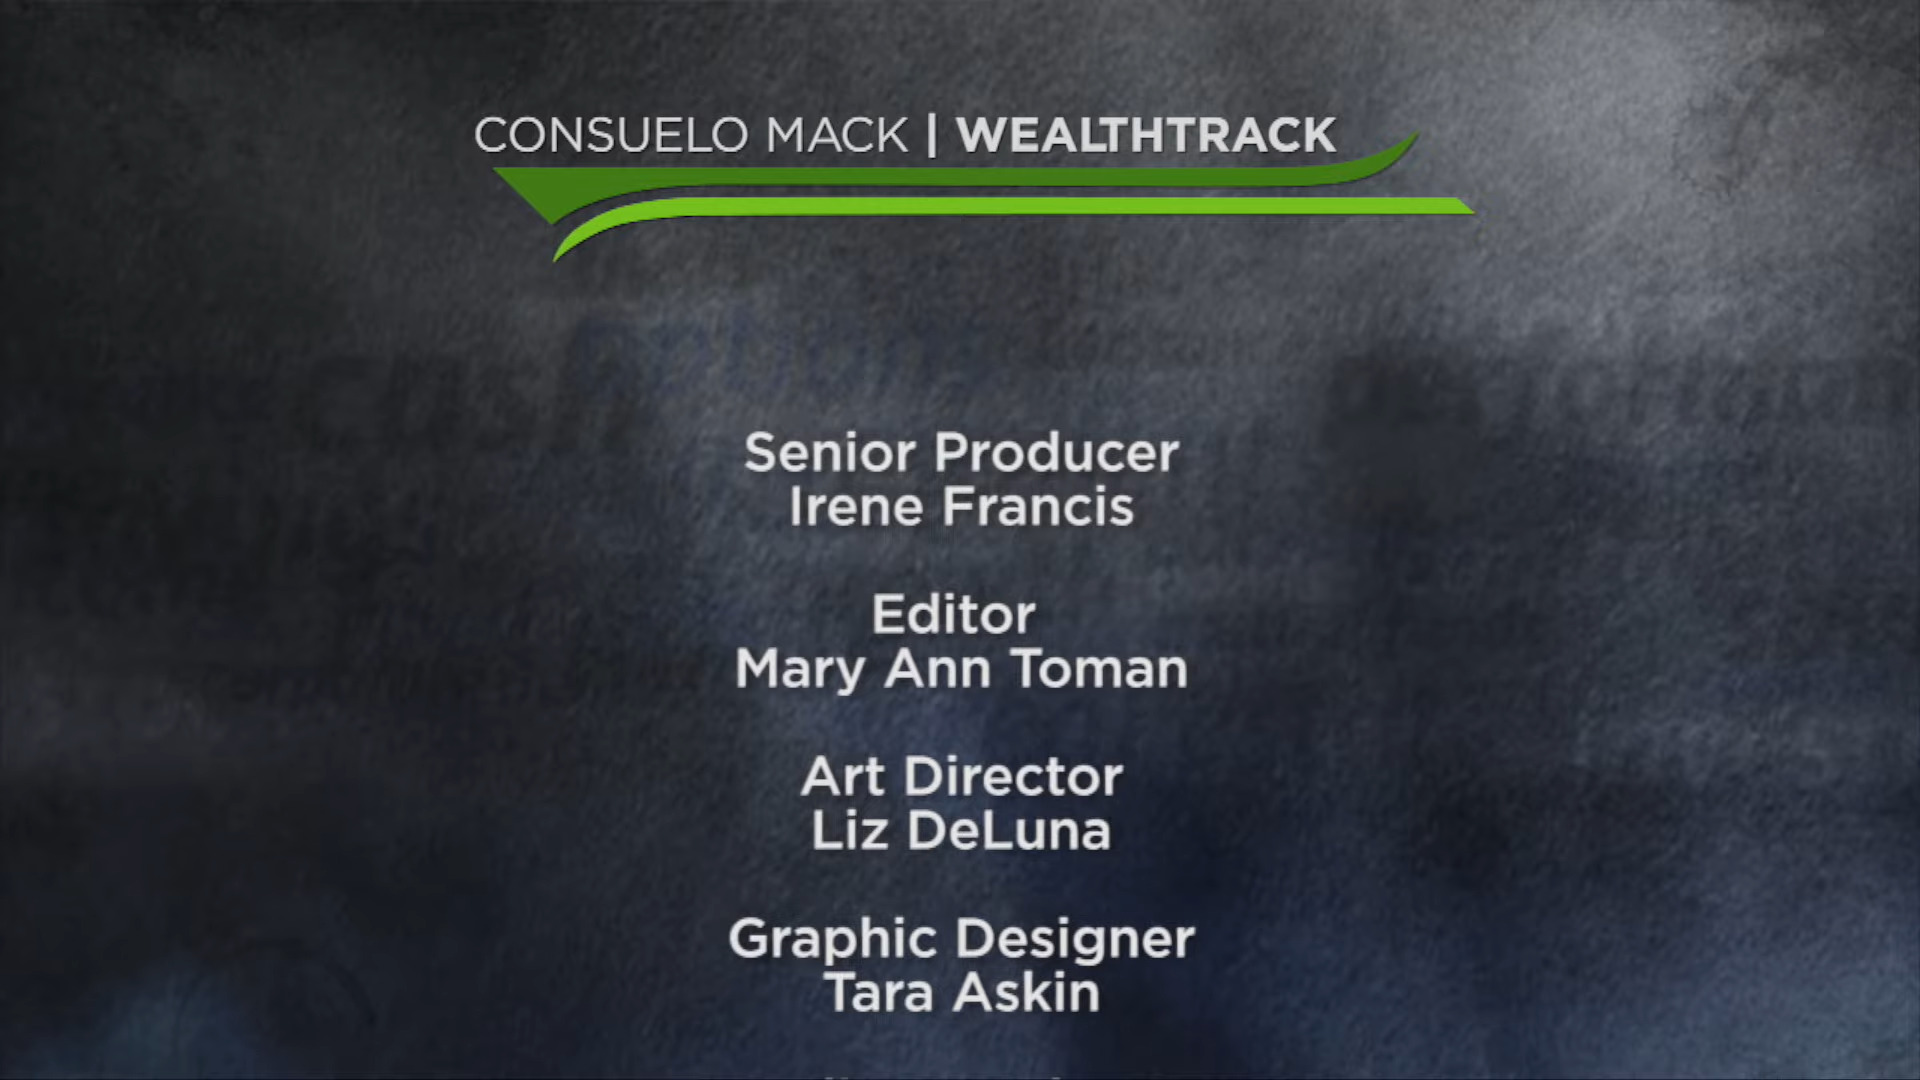 CONSUELO MACK | WEALTHTRACK
Senior Producer
Irene Francis
Editor
Mary Ann Toman
Art Director
Liz DeLuna
Graphic Designer
Tara Askin